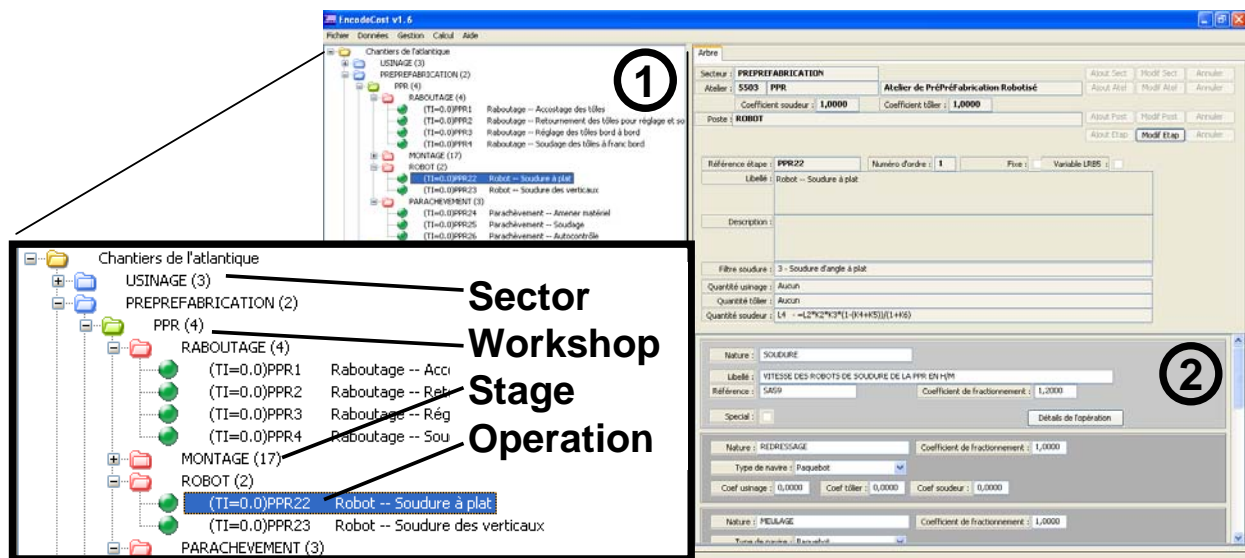 EncodeCost v1.6
Fichier Données Gestion Calcul Aide
Chantiers de l'atlantique
USINAGE (3)
PREPREFABRICATION (2)
PPR (4)
RABOUTAGE (4)
(TI=0.0)PPR1 Raboutage -- Accostage des tôles
(TI=0.0)PPR2 Raboutage -- Retournement des tôles pour réglage et so
(TI=0.0)PPR3 Raboutage -- Réglage des tôles bord à bord
(TI=0.0)PPR4 Raboutage -- Soudage des tôles à franc bord
MONTAGE (17)
ROBOT (2)
(TI=0.0)PPR22 Robot -- Soudure à plat
(TI=0.0)PPR23 Robot -- Soudure des verticaux
PARACHEVEMENT (3)
(TI=0.0)PPR24 Parachèvement -- Amener matériel
(TI=0.0)PPR25 Parachèvement -- Soudage
(TI=0.0)PPR26 Parachèvement -- Autocontrôle
1
Arbre
Secteur : PREPREFABRICATION Ajout Sect Modif Sect Annuler
Atelier : 5503 PPR Atelier de PréPréFabrication Robotisé Ajout Atel Modif Atel Annuler
Coefficient soudeur : 1,0000 Coefficient tôlier : 1,0000
Poste : ROBOT Ajout Post Modif Post Annuler
Ajout Etap Modif Etap Annuler
Référence étape : PPR22 Numéro d'ordre : 1 Fixe : Variable LRB5 :
Libellé : Robot -- Soudure à plat
Description :
Filtre soudure : 3 - Soudure d'angle à plat
Quantité usinage : Aucun
Quantité tôlier : Aucun
Quantité soudeur : L4 - =L2*K2*K3*(1-(K4+K5))/(1+K6)
Nature : SOUDURE
Libellé : VITESSE DES ROBOTS DE SOUDURE DE LA PPR EN H/M
Référence : SAS9 Coefficient de fractionnement : 1,2000
Special : Détails de l'opération
2
Nature : REDRESSAGE Coefficient de fractionnement : 1,0000
Type de navire : Paquebot
Coef usinage : 0,0000 Coef tôlier : 0,0000 Coef soudeur : 0,0000
Nature : MEULAGE Coefficient de fractionnement : 1,0000
Type de navire : Paquebot
Chantiers de l'atlantique
USINAGE (3)
PREPREFABRICATION (2)
PPR (4)
RABOUTAGE (4)
(TI=0.0)PPR1 Raboutage -- Acc
(TI=0.0)PPR2 Raboutage -- Ret
(TI=0.0)PPR3 Raboutage -- Rég
(TI=0.0)PPR4 Raboutage -- Sou
MONTAGE (17)
ROBOT (2)
(TI=0.0)PPR22 Robot -- Soudure à plat
(TI=0.0)PPR23 Robot -- Soudure des verticaux
PARACHEVEMENT (3)
Sector
Workshop
Stage
Operation